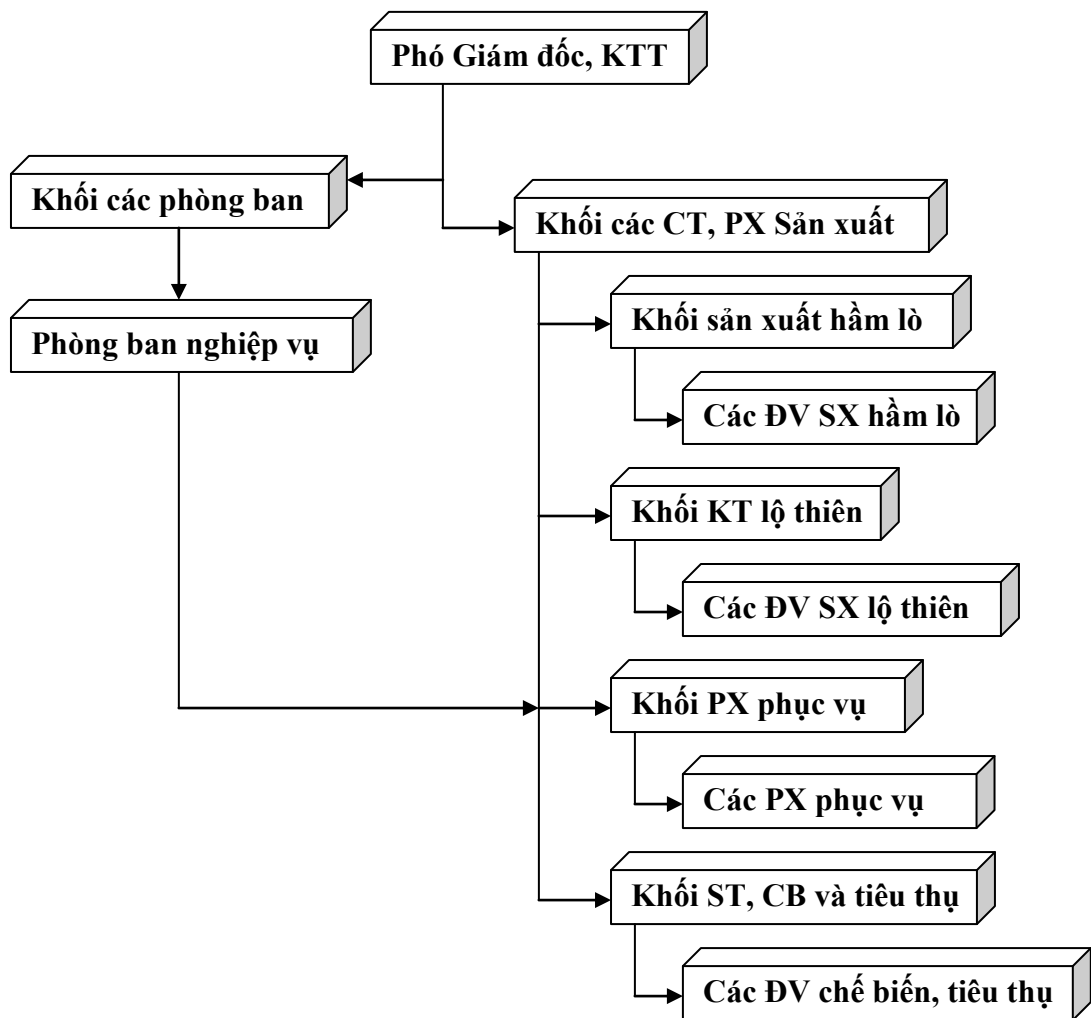 Phó Giám đốc, KTT
Khối các phòng ban
Khối các CT, PX Sản xuất
Khối sản xuất hầm lò
Phòng ban nghiệp vụ
Các ĐV SX hầm lò
Khối KT lộ thiên
Các ĐV SX lộ thiên
Khối PX phục vụ
Các PX phục vụ
Khối ST, CB và tiêu thụ
Các ĐV chế biến, tiêu thụ